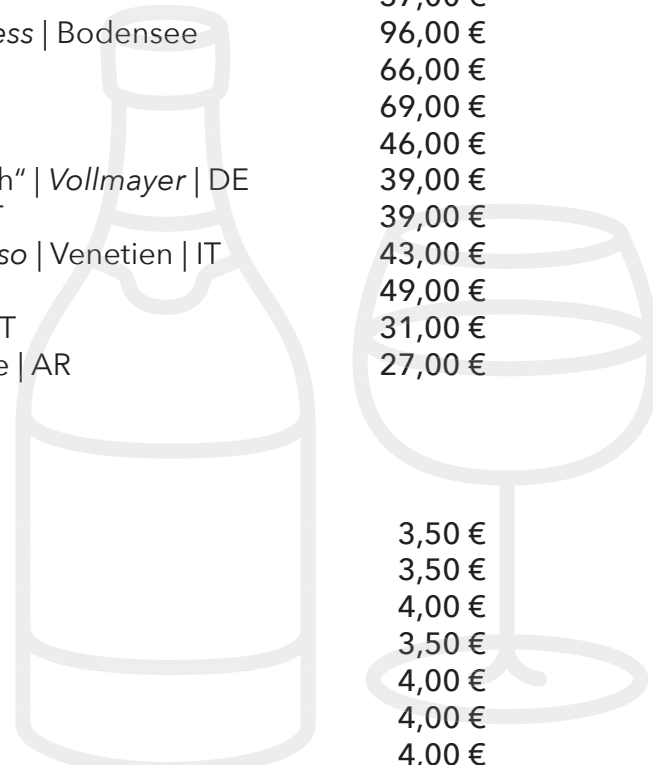 ess | Bodensee 96,00 €
66,00 €
69,00 €
46,00 €
h“ | Vollmayer | DE 39,00 €
39,00 €
so | Venetien | IT 43,00 €
49,00 €
T 31,00 €
e | AR 27,00 €
3,50 €
3,50 €
4,00 €
3,50 €
4,00 €
4,00 €
4,00 €